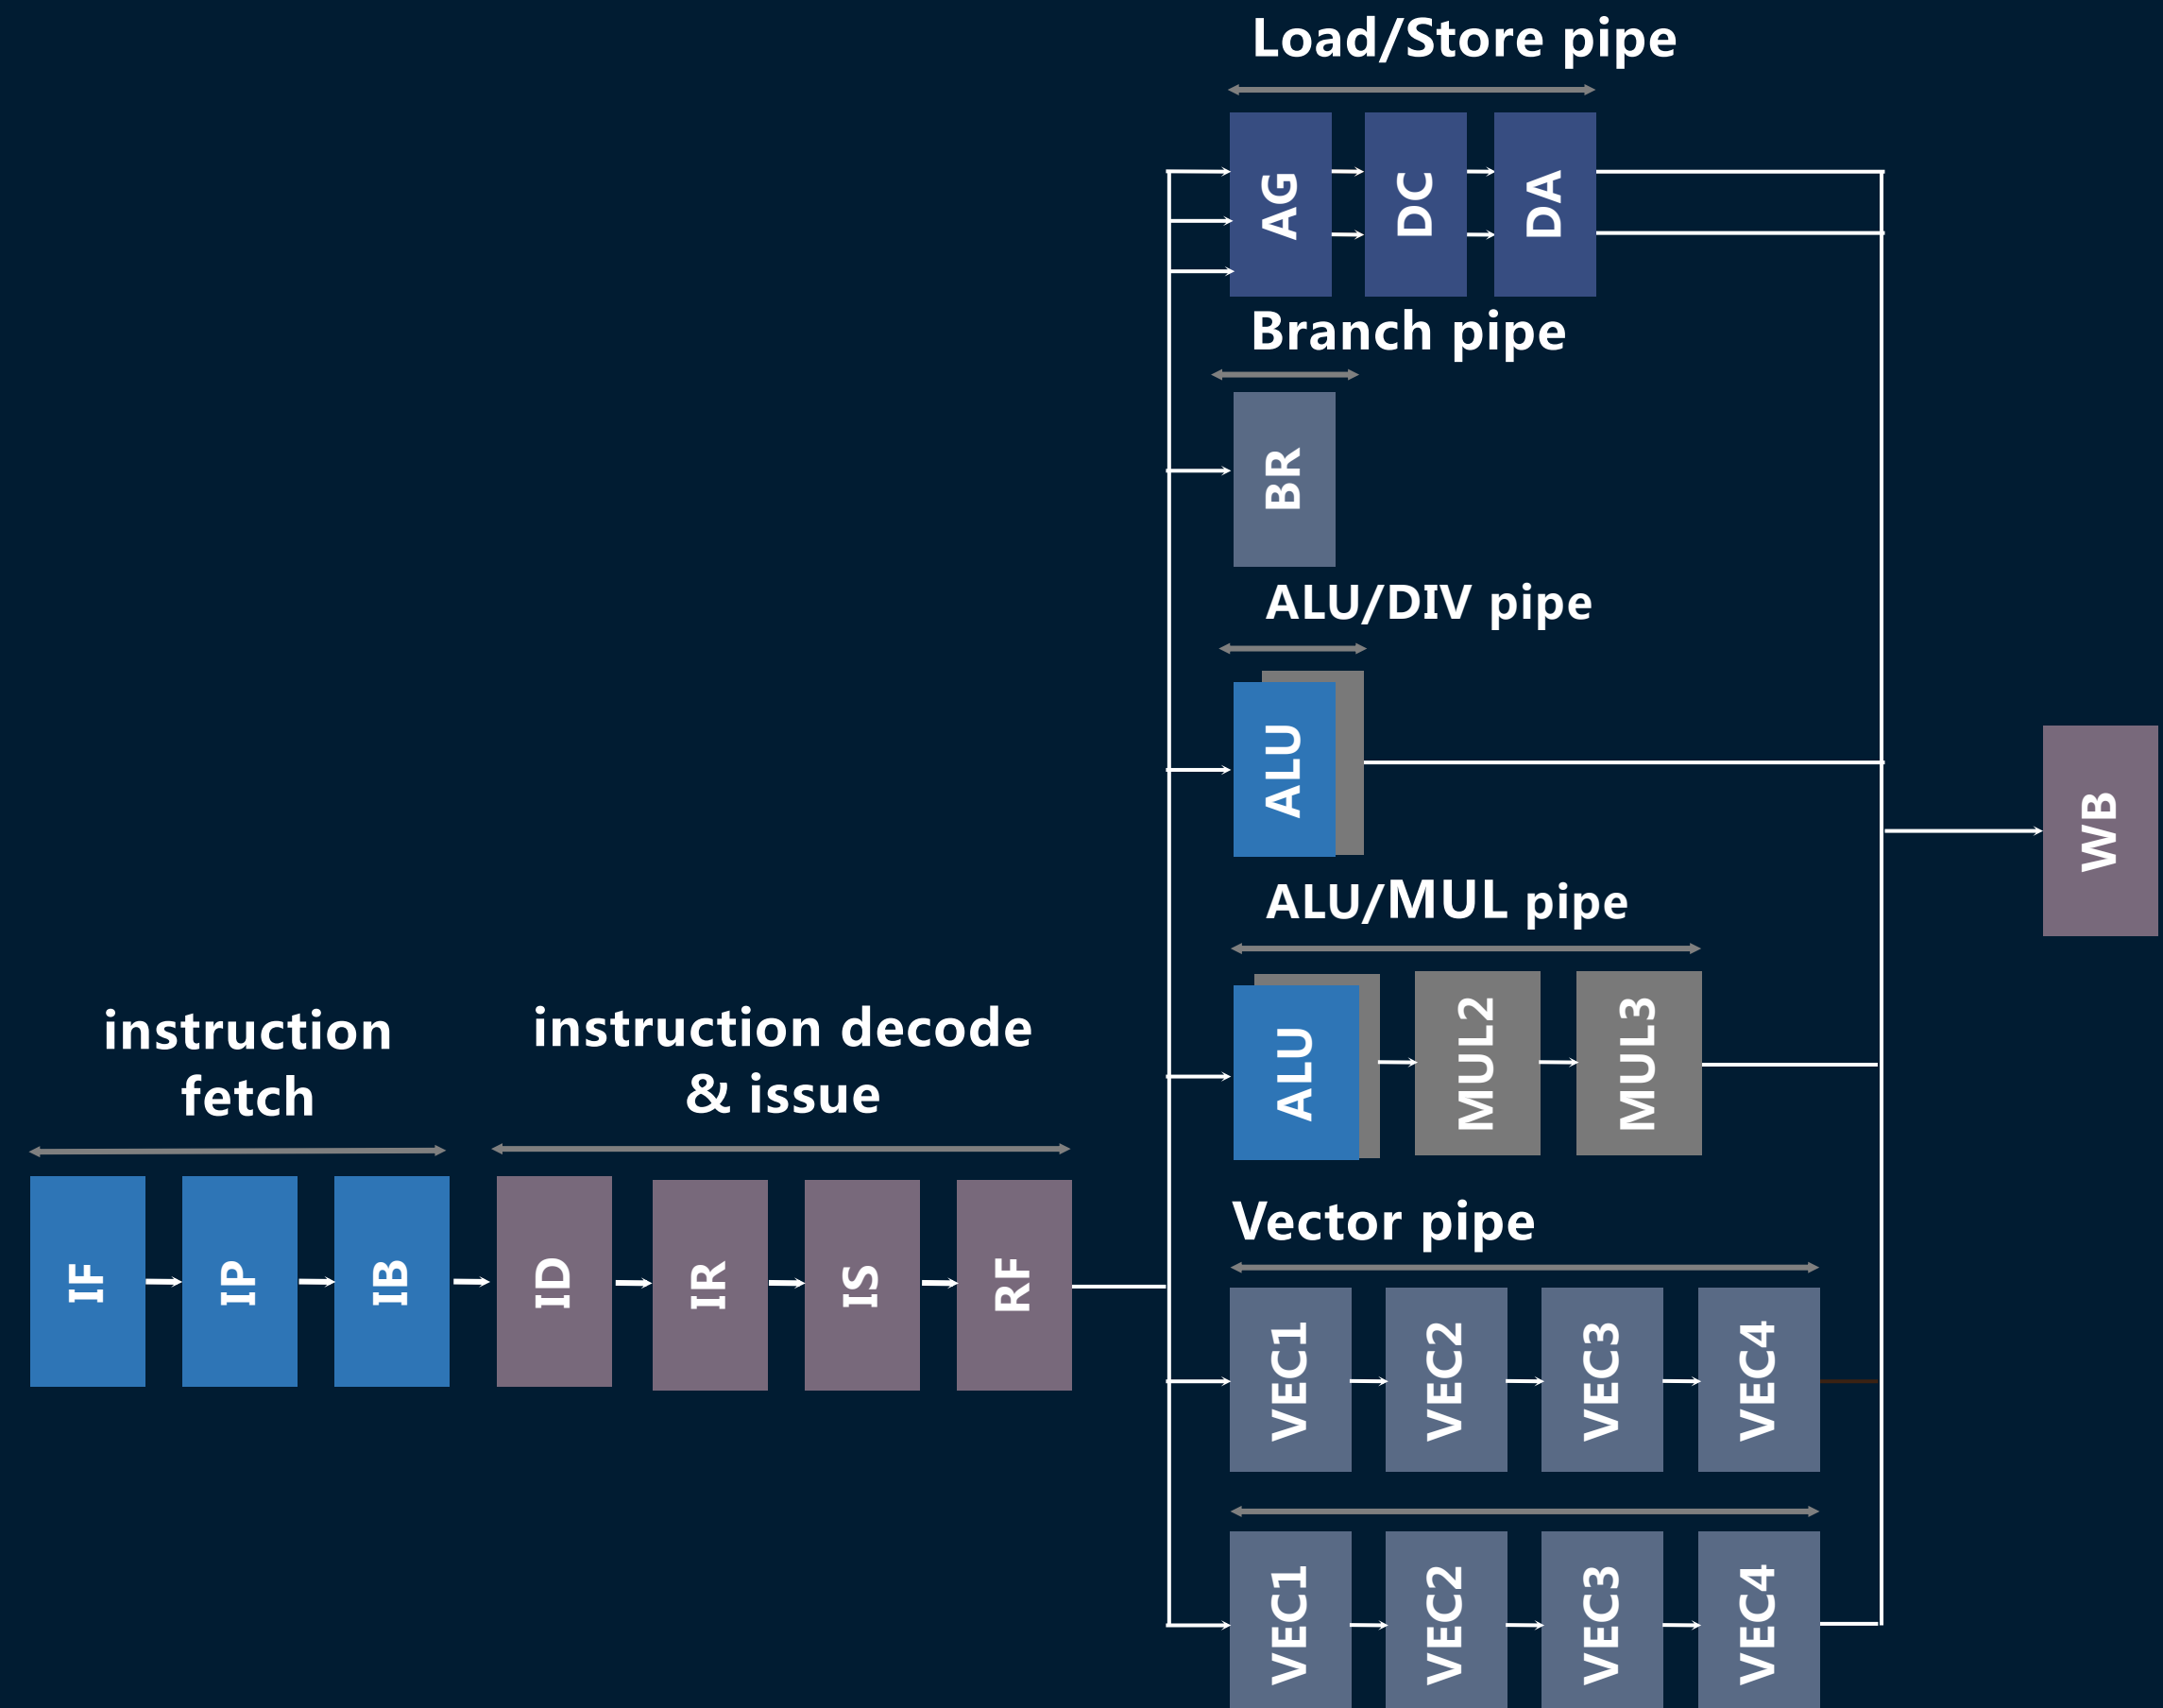 Load/Store pipe
AG
DC
DA
Branch pipe
BR
ALU/DIV pipe
ALU
WB
ALU/MUL pipe
ALU
MUL2
MUL3
instruction
fetch
instruction decode
& issue
IF
IP
IB
ID
IR
IS
RF
Vector pipe
VEC1
VEC2
VEC3
VEC4
VEC1
VEC2
VEC3
VEC4